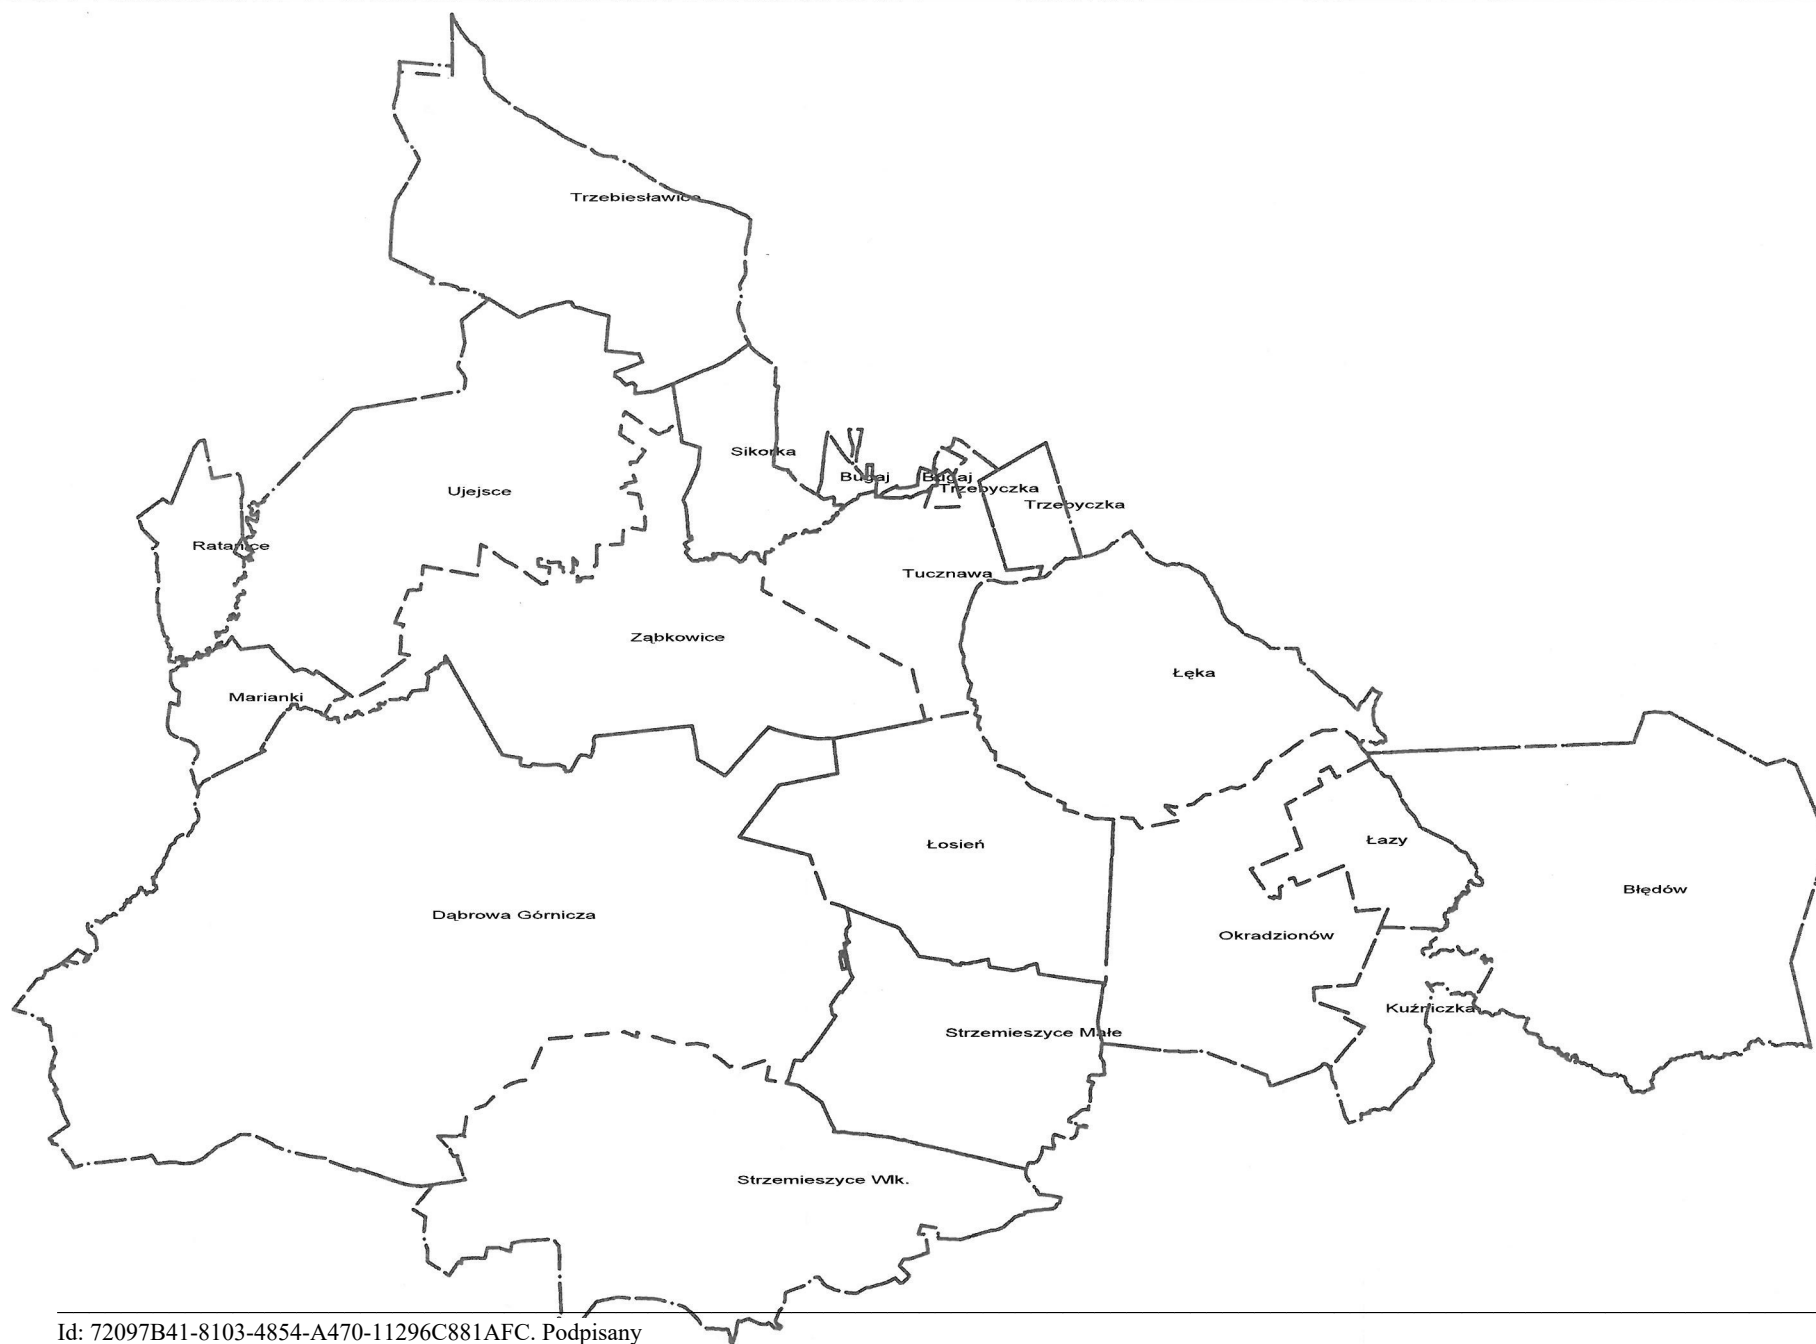 Trzebiesławice
Sikorka
Bugaj
Bugaj
Trzebyczka
Trzebyczka
Ujejsce
Ratanice
Tucznawa
Ząbkowice
Łęka
Marianki
Łosień
Łazy
Błędów
Dąbrowa Górnicza
Okradzionów
Kuźniczka
Strzemieszyce Małe
Strzemieszyce Wlk.
Id: 72097B41-8103-4854-A470-11296C881AFC. Podpisany